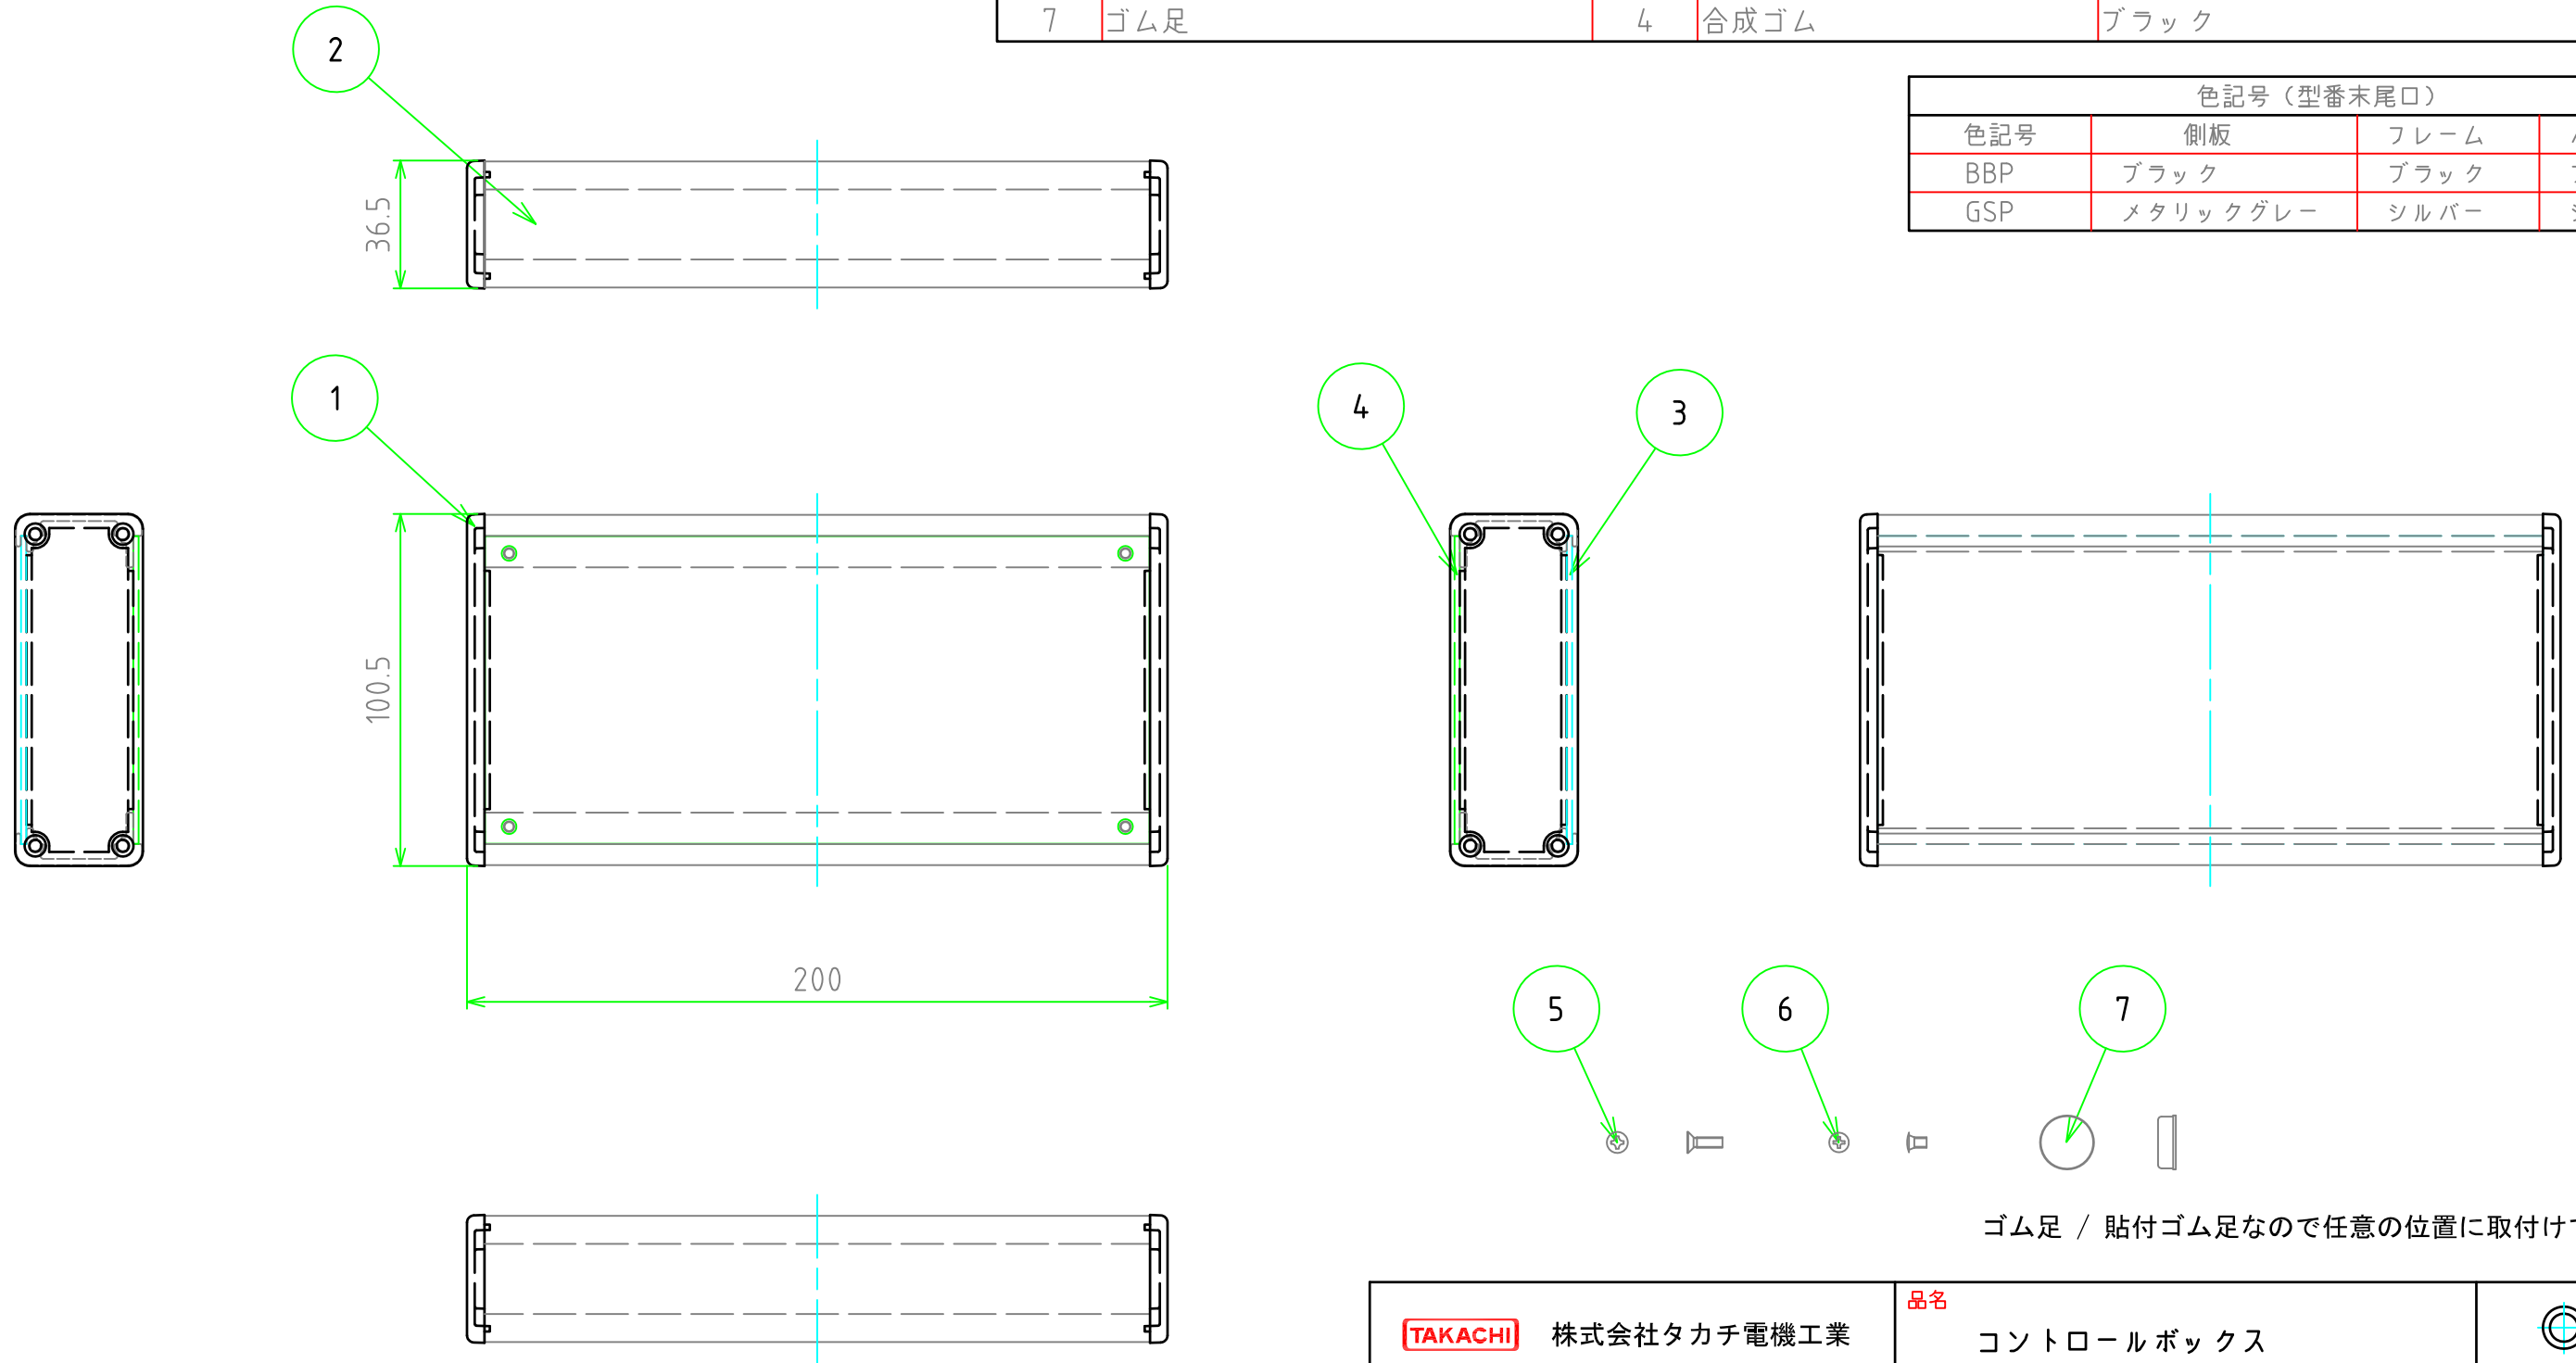 7 ゴム足 4 合成ゴム ブラック
2
色記号(型番末尾口)
色記号 側板 フレーム
BBP ブラック ブラック
GSP メタリックグレー シルバー
36.5
1
4
3
100.5
200
5
6
7
ゴム足 / 貼付ゴム足なので任意の位置に取付け
TAKACHI 株式会社タカチ電機工業
品名
コントロールボックス